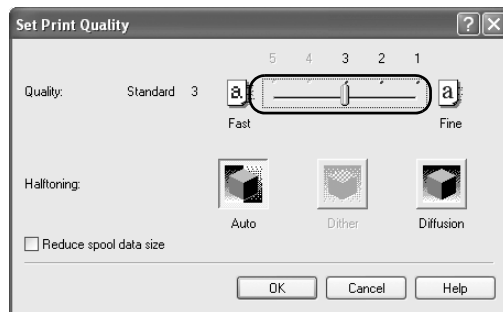 Set Print Quality
5 4 3 2 1
Quality: Standard 3 a a
Fast Fine
Halftoning:
Auto Dither Diffusion
Reduce spool data size
OK Cancel Help